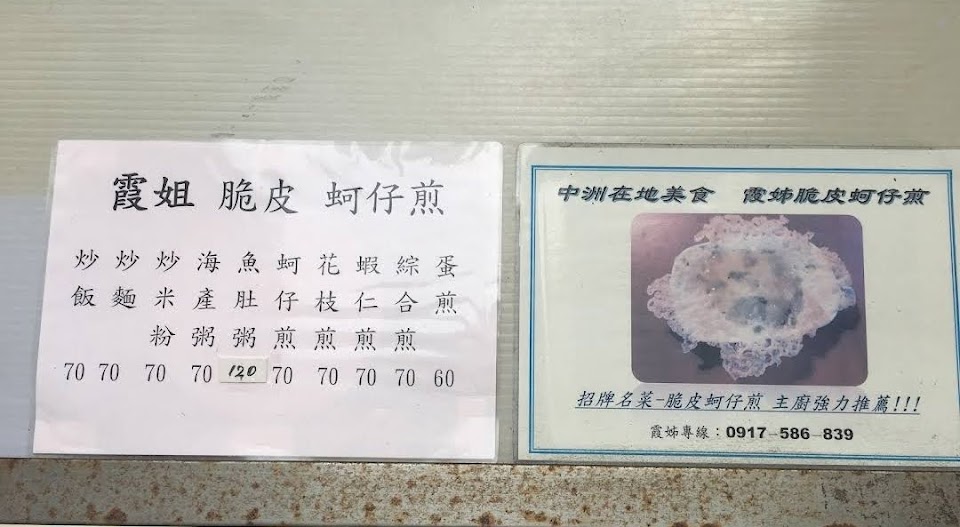 霞姐 脆皮 蚵仔煎
炒飯 70
炒麵 70
炒米粉 70
海產粥 70
魚肚粥 120
蚵仔煎 70
花枝煎 70
蝦仁煎 70
綜合煎 70
蛋煎 60
中洲在地美食 霞姊脆皮蚵仔煎
招牌名菜-脆皮蚵仔煎 主廚強力推薦!!!
霞姊專線：0917-586-839